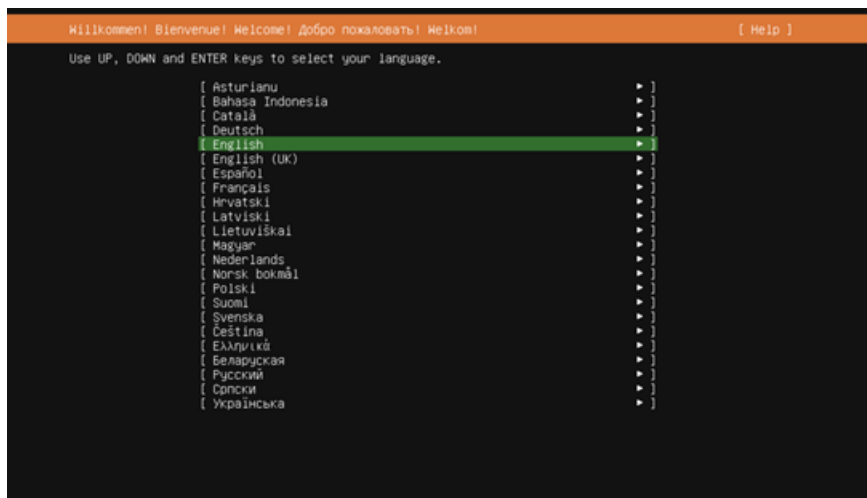 Willkommen! Bienvenue! Welcome! Добро пожаловать! Welkom! [ Help ]
Use UP, DOWN and ENTER keys to select your language.
[ Asturianu ► ]
[ Bahasa Indonesia ► ]
[ Català ► ]
[ Deutsch ► ]
[ English ► ]
[ English (UK) ► ]
[ Español ► ]
[ Français ► ]
[ Hrvatski ► ]
[ Latviski ► ]
[ Lietuviškai ► ]
[ Magyar ► ]
[ Nederlands ► ]
[ Norsk bokmål ► ]
[ Polski ► ]
[ Suomi ► ]
[ Svenska ► ]
[ Čeština ► ]
[ Ελληνικά ► ]
[ Беларуская ► ]
[ Русский ► ]
[ Српски ► ]
[ Українська ► ]